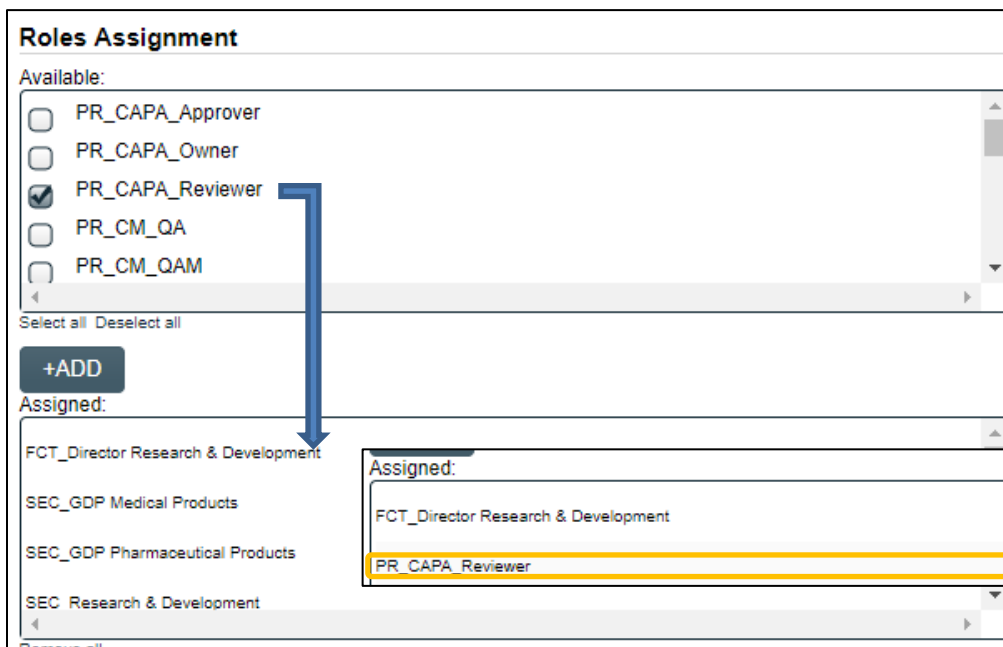 Roles Assignment
Available:
PR_CAPA_Approver
PR_CAPA_Owner
PR_CAPA_Reviewer
PR_CM_QA
PR_CM_QAM
Select all Deselect all
+ADD
Assigned:
FCT_Director Research & Development
SEC_GDP Medical Products
SEC_GDP Pharmaceutical Products
SEC_Research & Development
Assigned:
FCT_Director Research & Development
PR_CAPA_Reviewer